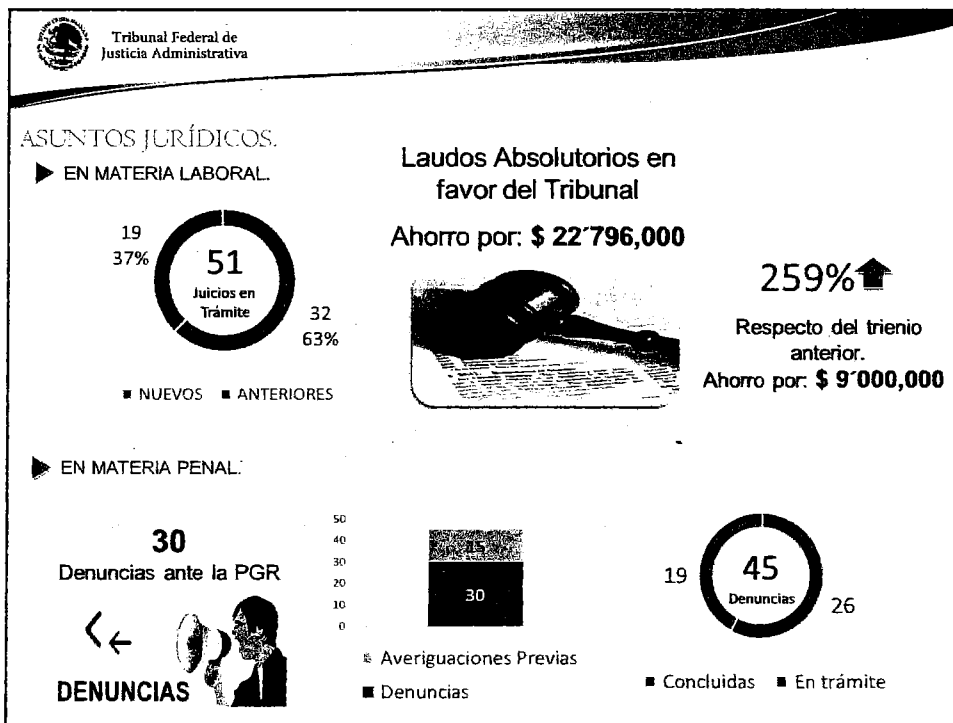 Tribunal Federal de
Justicia Administrativa
ASUNTOS JURÍDICOS.
EN MATERIA LABORAL.
19
37%
51
Juicios en
Trámite
32
63%
NUEVOS ANTERIORES
Laudos Absolutorios en
favor del Tribunal
Ahorro por: $ 22´796,000
259%
Respecto del trienio
anterior.
Ahorro por: $ 9´000,000
EN MATERIA PENAL.
30
Denuncias ante la PGR
DENUNCIAS
50
40
30
20
10
0
15
30
Averiguaciones Previas
Denuncias
19
45
Denuncias
26
Concluidas En trámite